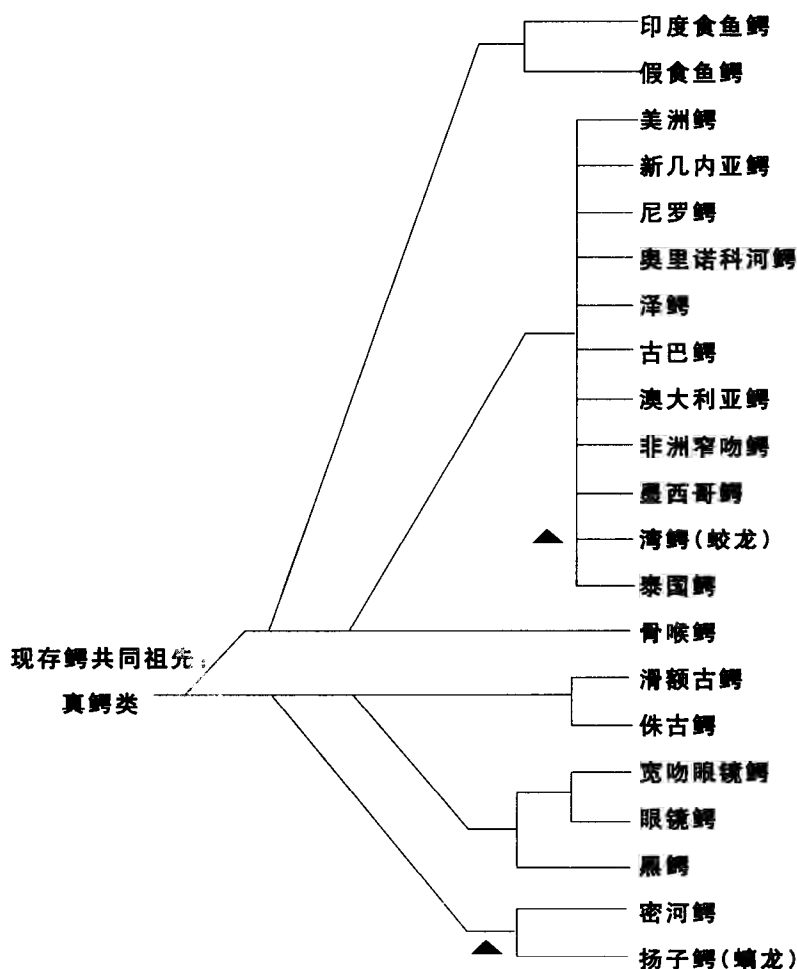 印度食鱼鳄
假食鱼鳄
美洲鳄
新几内亚鳄
尼罗鳄
奥里诺科河鳄
泽鳄
古巴鳄
澳大利亚鳄
非洲窄吻鳄
墨西哥鳄
湾鳄(蛟龙)
泰国鳄
骨喉鳄
现存鳄共同祖先:
真鳄类
滑额古鳄
侏古鳄
宽吻眼镜鳄
眼镜鳄
黑鳄
密河鳄
扬子鳄(螭龙)